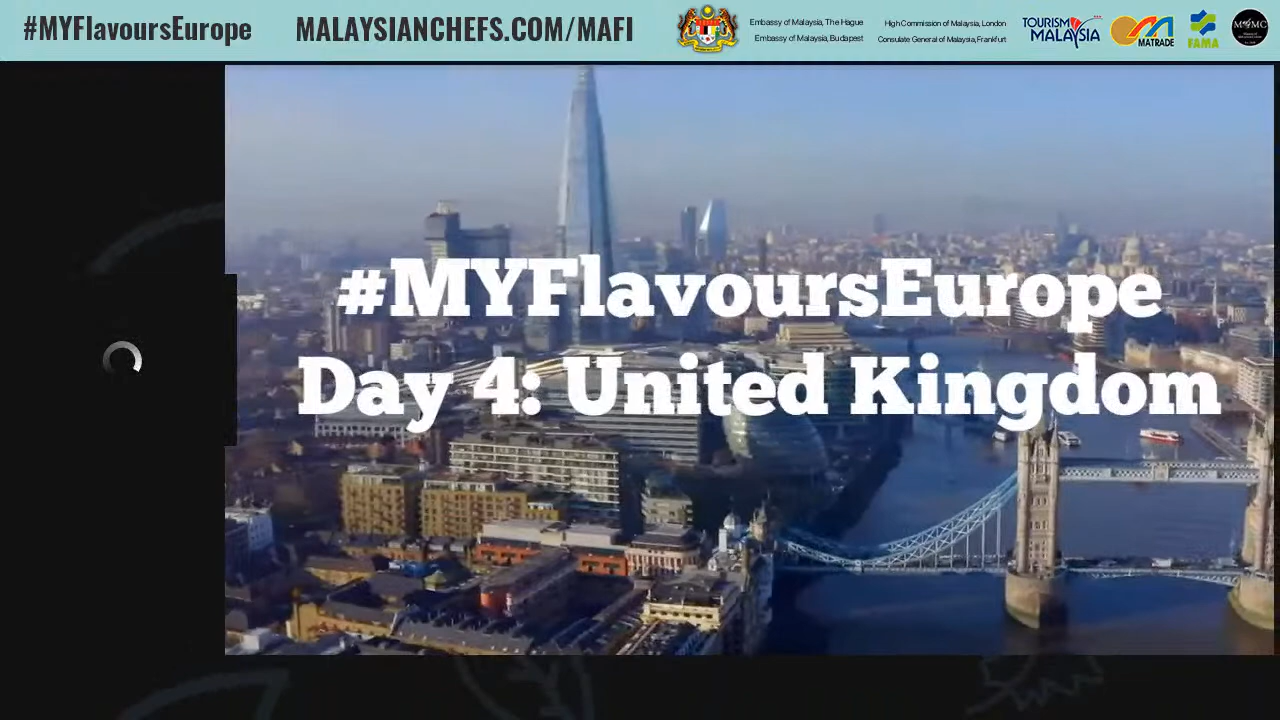 #MYFlavoursEurope
MALAYSIANCHEFS.COM/MAFI
Embassy of Malaysia, The Hague
Embassy of Malaysia, Budapest
High Commission of Malaysia, London
Consulate General of Malaysia, Frankfurt
TOURISM
MALAYSIA
MATRADE
FAMA
#MYFlavoursEurope
Day 4: United Kingdom